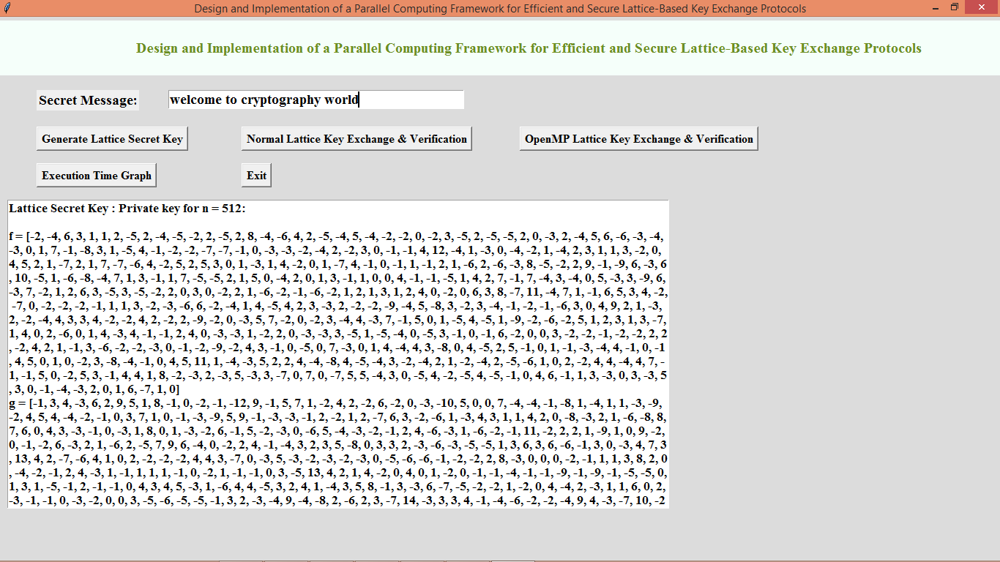 Design and Implementation of a Parallel Computing Framework for Efficient and Secure Lattice-Based Key Exchange Protocols
Design and Implementation of a Parallel Computing Framework for Efficient and Secure Lattice-Based Key Exchange Protocols
Secret Message: welcome to cryptography world
Generate Lattice Secret Key Normal Lattice Key Exchange & Verification OpenMP Lattice Key Exchange & Verification
Execution Time Graph Exit
Lattice Secret Key : Private key for n = 512:
f = [-2, -4, 6, 3, 1, 1, 2, -5, 2, -4, -5, -2, 2, -5, 2, 8, -4, -6, 4, 2, -5, -4, 5, -4, -2, -2, 0, -2, 3, -5, 2, -5, -5, 2, 0, -3, 2, -4, 5, 6, -6, -3, -4,
-3, 0, 1, 7, -1, -8, 3, 1, -5, 4, -1, -2, -2, -7, -7, -1, 0, -3, -3, -2, -4, 2, -2, 3, 0, -1, -1, 4, 12, -4, 1, -3, 0, -4, -2, 1, -4, 2, 3, 1, 1, 3, -2, 0,
4, 5, 2, 1, -7, 2, 1, 7, -7, -6, 4, -2, 5, 2, 5, 3, 0, 1, -3, 1, 4, -2, 0, 1, -7, 4, -1, 0, -1, 1, -1, 2, 1, -6, 2, -6, -3, 8, -5, -2, 2, 9, -1, -9, 6, -3, 6
, 10, -5, 1, -6, -8, -4, 7, 1, 3, -1, 1, 7, -5, -5, 2, 1, 5, 0, -4, 2, 0, 1, 3, -1, 1, 0, 0, 4, -1, -1, -5, 1, 4, 2, 7, -1, 7, -4, 3, -4, 0, 5, -3, 3, -9, 6,
-3, 7, -2, 1, 2, 6, 3, -5, 3, -5, -2, 2, 0, 3, 0, -2, 2, 1, -6, -2, -1, -6, -2, 1, 2, 1, 3, 1, 2, 4, 0, -2, 0, 6, 3, 8, -7, 11, -4, 7, 1, -1, 6, 5, 3, 4, -2,
-7, 0, -2, -2, -2, -1, 1, 1, 3, -2, -3, -6, 6, -2, -4, 1, 4, -5, 4, 2, 3, -3, 2, -2, -2, -9, -4, 5, -8, 3, -2, 3, -4, -1, -2, -1, -6, 3, 0, 4, 9, 2, 1, -3,
2, -2, -4, 4, 3, 3, 4, -2, -2, 4, 2, -2, 2, -9, -2, 0, -3, 5, 7, -2, 0, -2, 3, -4, 4, -3, 7, -1, 5, 0, 1, -5, 4, -5, 1, -9, -2, -6, -2, 5, 1, 2, 3, 1, 3, -7,
1, 4, 0, 2, -6, 0, 1, 4, -3, 4, -1, -1, 2, 4, 0, -3, -3, 1, -2, 2, 0, -3, -3, 3, -5, 1, -5, -4, 0, -5, 3, -1, 0, -1, 6, -2, 0, 0, 3, -2, -2, -1, -2, -2, 2, 2
, -2, 4, 2, 1, -1, 3, -6, -2, -2, -3, 0, -1, -2, -9, -2, 4, 3, -1, 0, -5, 0, 7, -3, 0, 1, 4, -4, 4, 3, -8, 0, 4, -5, 2, 5, -1, 0, 1, -1, -3, -4, 4, -1, 0, -1
, 4, 5, 0, 1, 0, -2, 3, -8, -4, -1, 0, 4, 5, 11, 1, -4, -3, 5, 2, 2, 4, -4, -8, 4, -5, -4, 3, -2, -4, 2, 1, -2, -4, 2, -5, -6, 1, 0, 2, -2, 4, 4, -4, 4, 7, -
1, -1, 5, 0, -2, 5, 3, -1, 4, 4, 1, 8, -2, -3, 2, -3, 5, -3, 3, -7, 0, 7, 0, -7, 5, 5, -4, 3, 0, -5, 4, -2, -5, 4, -5, -1, 0, 4, 6, -1, 1, 3, -3, 0, 3, -3, 5
, 3, 0, -1, -4, -3, 2, 0, 1, 6, -7, 1, 0]
g = [-1, 3, 4, -3, 6, 2, 9, 5, 1, 8, -1, 0, -2, -1, -12, 9, -1, 5, 7, 1, -2, 4, 2, -2, 6, -2, 0, -3, -10, 5, 0, 0, 7, -4, -4, -1, -8, 1, -4, 1, 1, -3, -9,
-2, 4, 5, 4, -4, -2, -1, 0, 3, 7, 1, 0, -1, -3, -9, 5, 9, -1, -3, -3, -1, 2, -2, 1, 2, -7, 6, 3, -2, -6, 1, -3, 4, 3, 1, 1, 4, 2, 0, -8, -3, 2, 1, -6, -8, 8,
7, 6, 0, 4, 3, -3, -1, 0, -3, 1, 8, 0, 1, -3, -2, 6, -1, 5, -2, -3, 0, -6, 5, -4, -3, -2, -1, 2, 4, -6, -3, 1, -6, -2, -1, 11, -2, 2, 2, 1, -9, 1, 0, 9, -2,
0, -1, -2, 6, -3, 2, 1, -6, 2, -5, 7, 9, 6, -4, 0, -2, 2, 4, -1, -4, 3, 2, 3, 5, -8, 0, 3, 3, 2, -3, -6, -3, -5, -5, 1, 3, 6, 3, 6, -6, -1, 3, 0, -3, 4, 7, 3
, 13, 4, 2, -7, -6, 4, 1, 0, 2, -2, -2, -2, 4, 4, 3, -7, 0, -3, 5, -3, -2, -3, -2, -3, 0, -5, -6, -6, -1, -2, -2, 2, 8, -3, 0, 0, 0, -2, -1, 1, 1, 3, 8, 2, 0
, -4, -2, -1, 2, 4, -3, 1, -1, 1, 1, 1, -1, 0, -2, 1, -1, -1, 0, 3, -5, 13, 4, 2, 1, 4, -2, 0, 4, 0, 1, -2, 0, -1, -1, -4, -1, -1, -9, -1, -9, -1, -5, -5, 0,
1, 3, 1, -5, -1, 2, -1, -1, 0, 4, 3, 4, 5, -3, 1, -6, 4, 4, -5, 3, 2, 4, 1, -4, 3, 5, 8, -1, 3, -3, 6, -7, -5, -2, -2, 1, -2, 0, 4, -4, 2, -3, 1, 1, 6, 0, 2,
-3, -1, -1, 0, -3, -2, 0, 0, 3, -5, -6, -5, -5, -1, 3, 2, -3, -4, 9, -4, -8, 2, -6, 2, 3, -7, 14, -3, 3, 3, 4, -1, -4, -6, -2, -2, -4, 9, 4, -3, -7, 10, -2